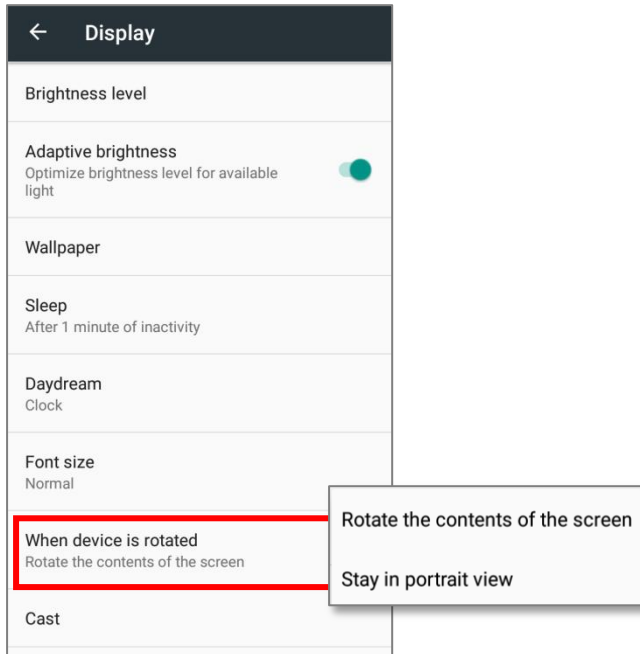 Display
Brightness level
Adaptive brightness
Optimize brightness level for available
light
Wallpaper
Sleep
After 1 minute of inactivity
Daydream
Clock
Font size
Normal
When device is rotated
Rotate the contents of the screen
Rotate the contents of the screen
Stay in portrait view
Cast